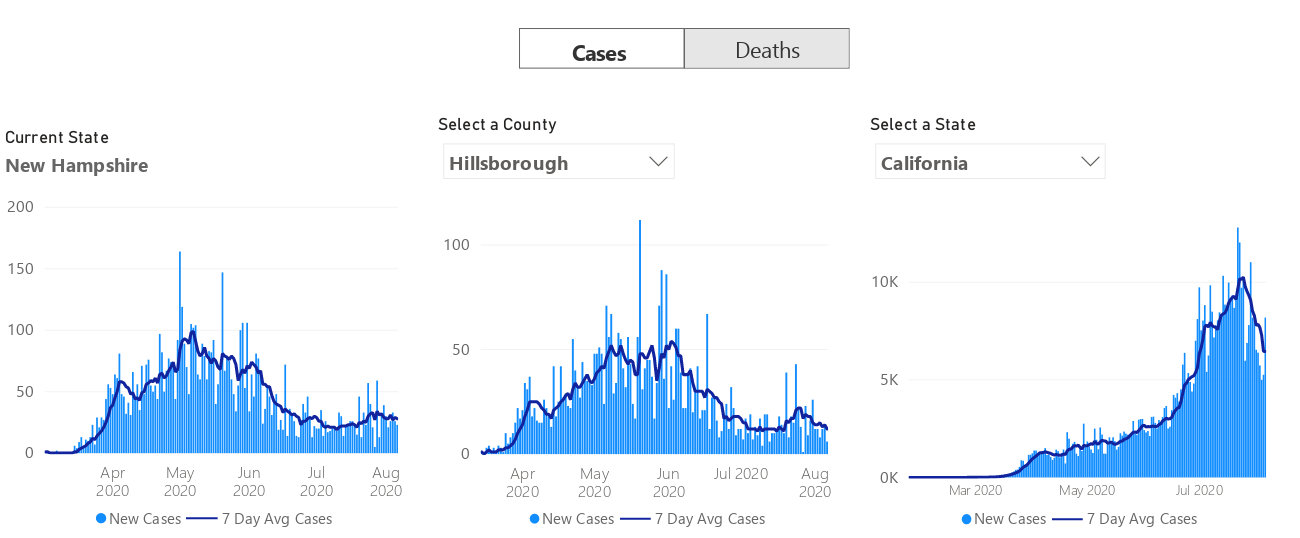 Cases Deaths
Current State
New Hampshire
200
150
100
50
0
Apr May Jun Jul Aug
2020 2020 2020 2020 2020
New Cases 7 Day Avg Cases
Select a County
Hillsborough
100
50
0
Apr May Jun Jul 2020 Aug
2020 2020 2020 2020
New Cases 7 Day Avg Cases
Select a State
California
10K
5K
0K
Mar 2020 May 2020 Jul 2020
New Cases 7 Day Avg Cases